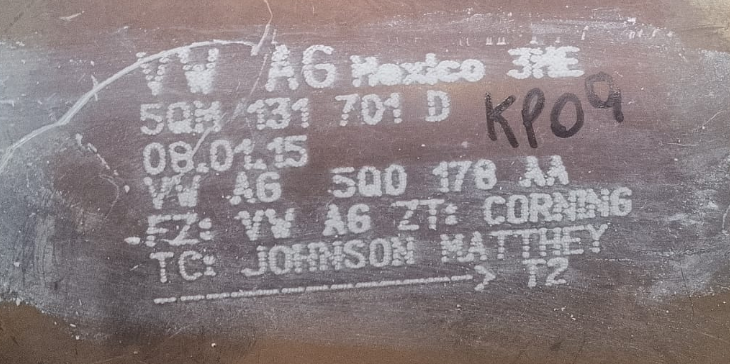 VW AG Mexico 3ME
5QM 131 701 D
KP09
08.01.15
VW AG 5Q0 178 AA
FZ: VW AG ZT: CORNING
TC: JOHNSON MATTHEY
T2